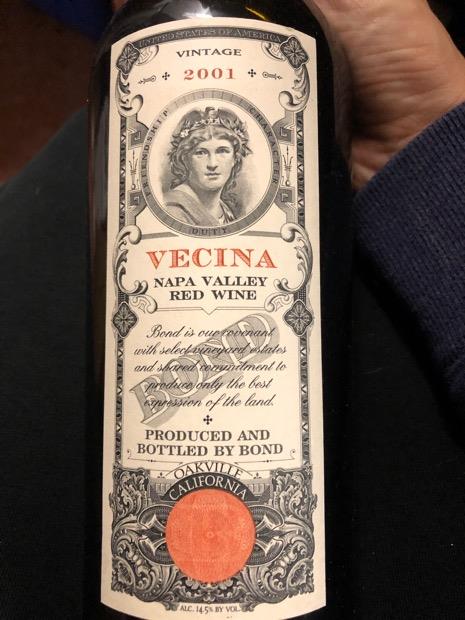 UNITED STATES OF AMERICA
VINTAGE
2001
FRIENDSHIP
CHARACTER
DUTY
VECINA
NAPA VALLEY
RED WINE
BOND
Bond is our covenant
with select vineyard estates
and shared commitment to
produce only the best
expression of the land.
PRODUCED AND
BOTTLED BY BOND
OAKVILLE
CALIFORNIA
ALC. 14.5% BY VOL.